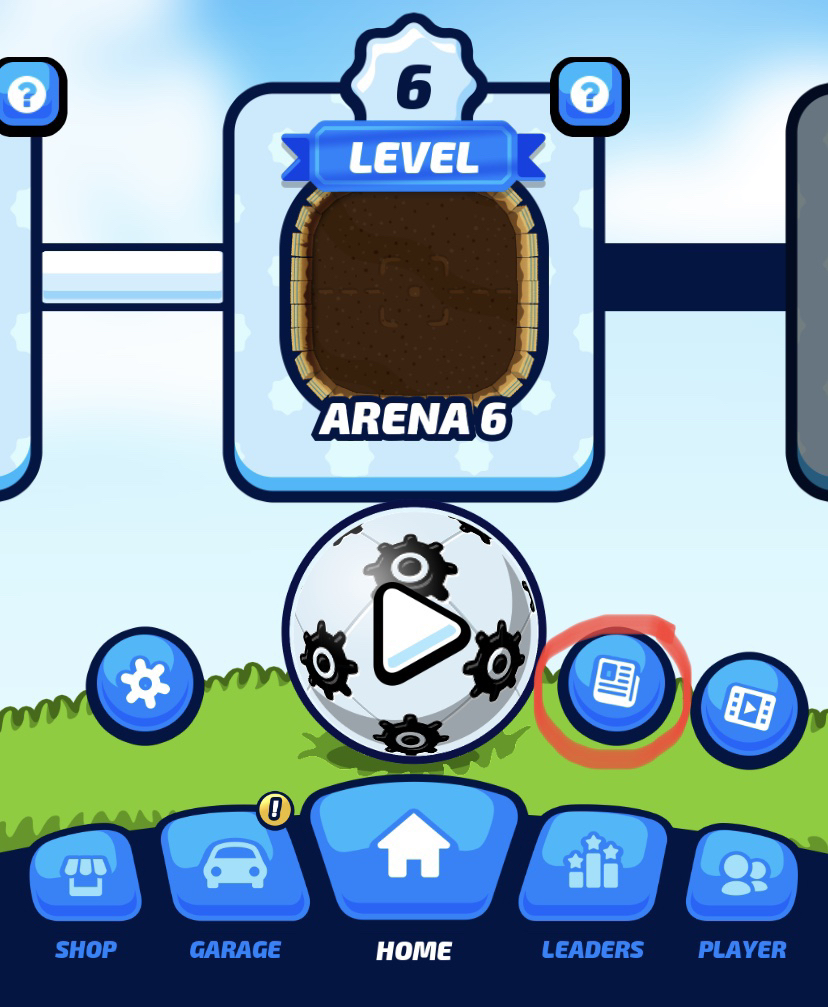 6
?
?
LEVEL
ARENA 6
!
SHOP
GARAGE
HOME
LEADERS
PLAYER